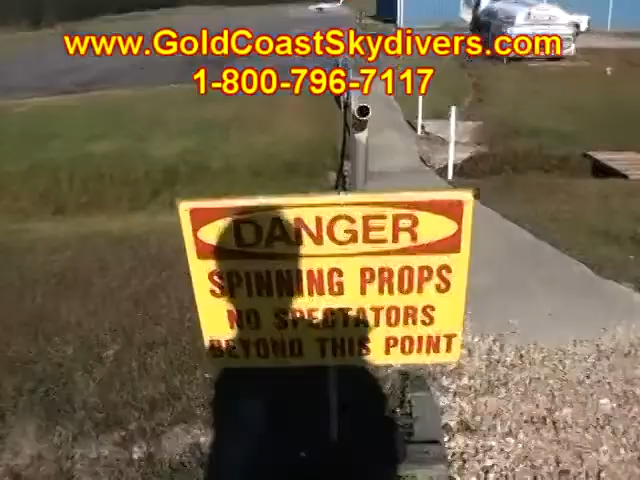 www.GoldCoastSkydivers.com
1-800-796-7117
DANGER
SPINNING PROPS
NO SPECTATORS
BEYOND THIS POINT